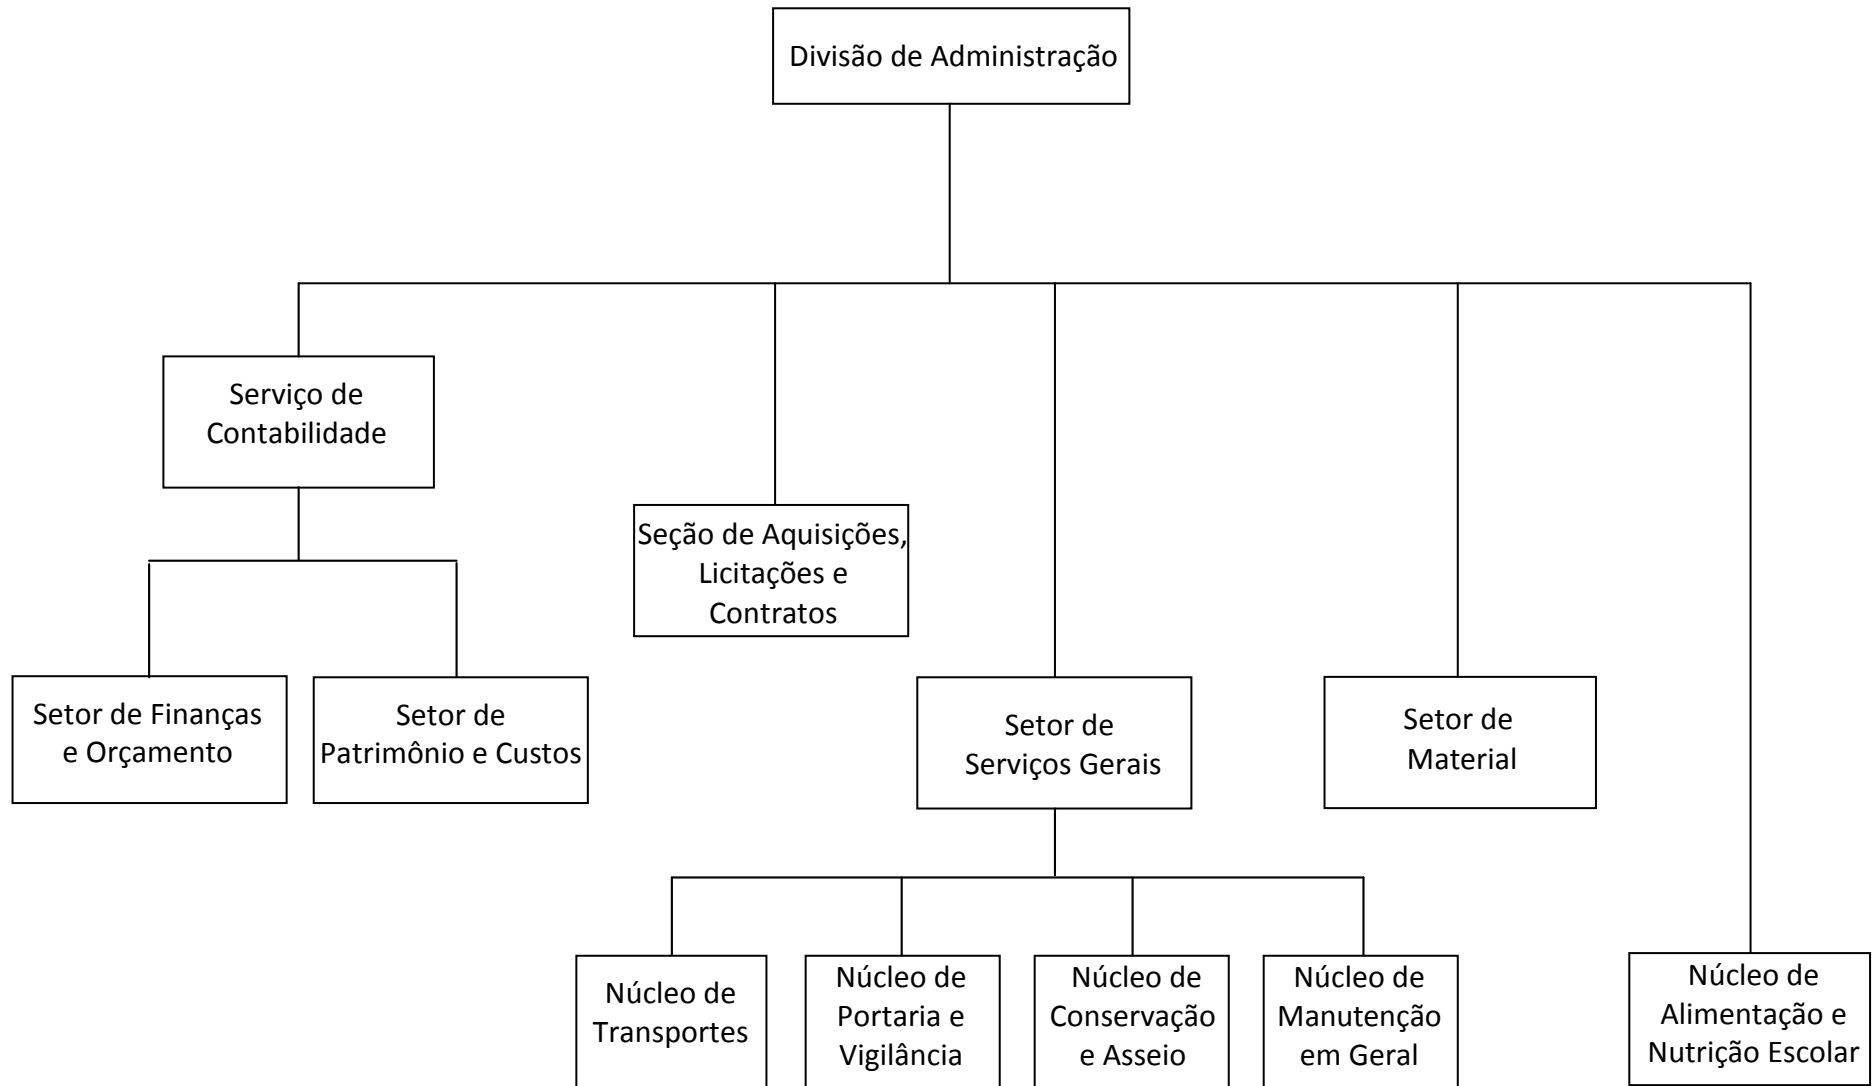 Divisão de Administração
Serviço de
Contabilidade
Seção de Aquisições,
Licitações e
Contratos
Setor de Finanças
e Orçamento
Setor de
Patrimônio e Custos
Setor de
Serviços Gerais
Setor de
Material
Núcleo de
Transportes
Núcleo de
Portaria e
Vigilância
Núcleo de
Conservação
e Asseio
Núcleo de
Manutenção
em Geral
Núcleo de
Alimentação e
Nutrição Escolar